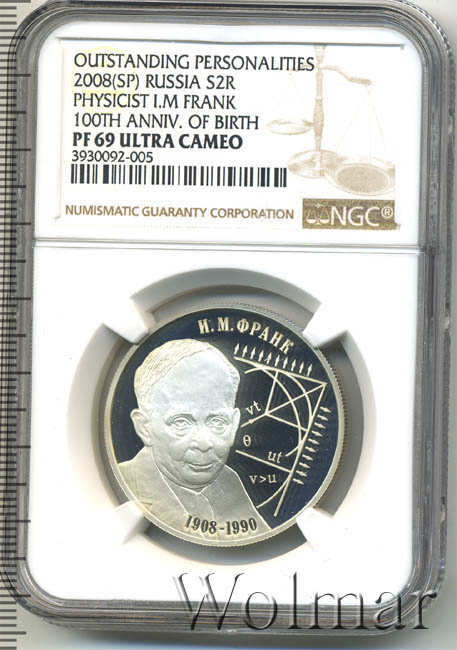 OUTSTANDING PERSONALITIES
2008(SP) RUSSIA S2R
PHYSICIST I.M FRANK
100TH ANNIV. OF BIRTH
PF 69 ULTRA CAMEO
3930092-005
NUMISMATIC GUARANTY CORPORATION
NGC®
И.М.ФРАНК
vt
θ
ut
v>u
1908-1990
Wolmar